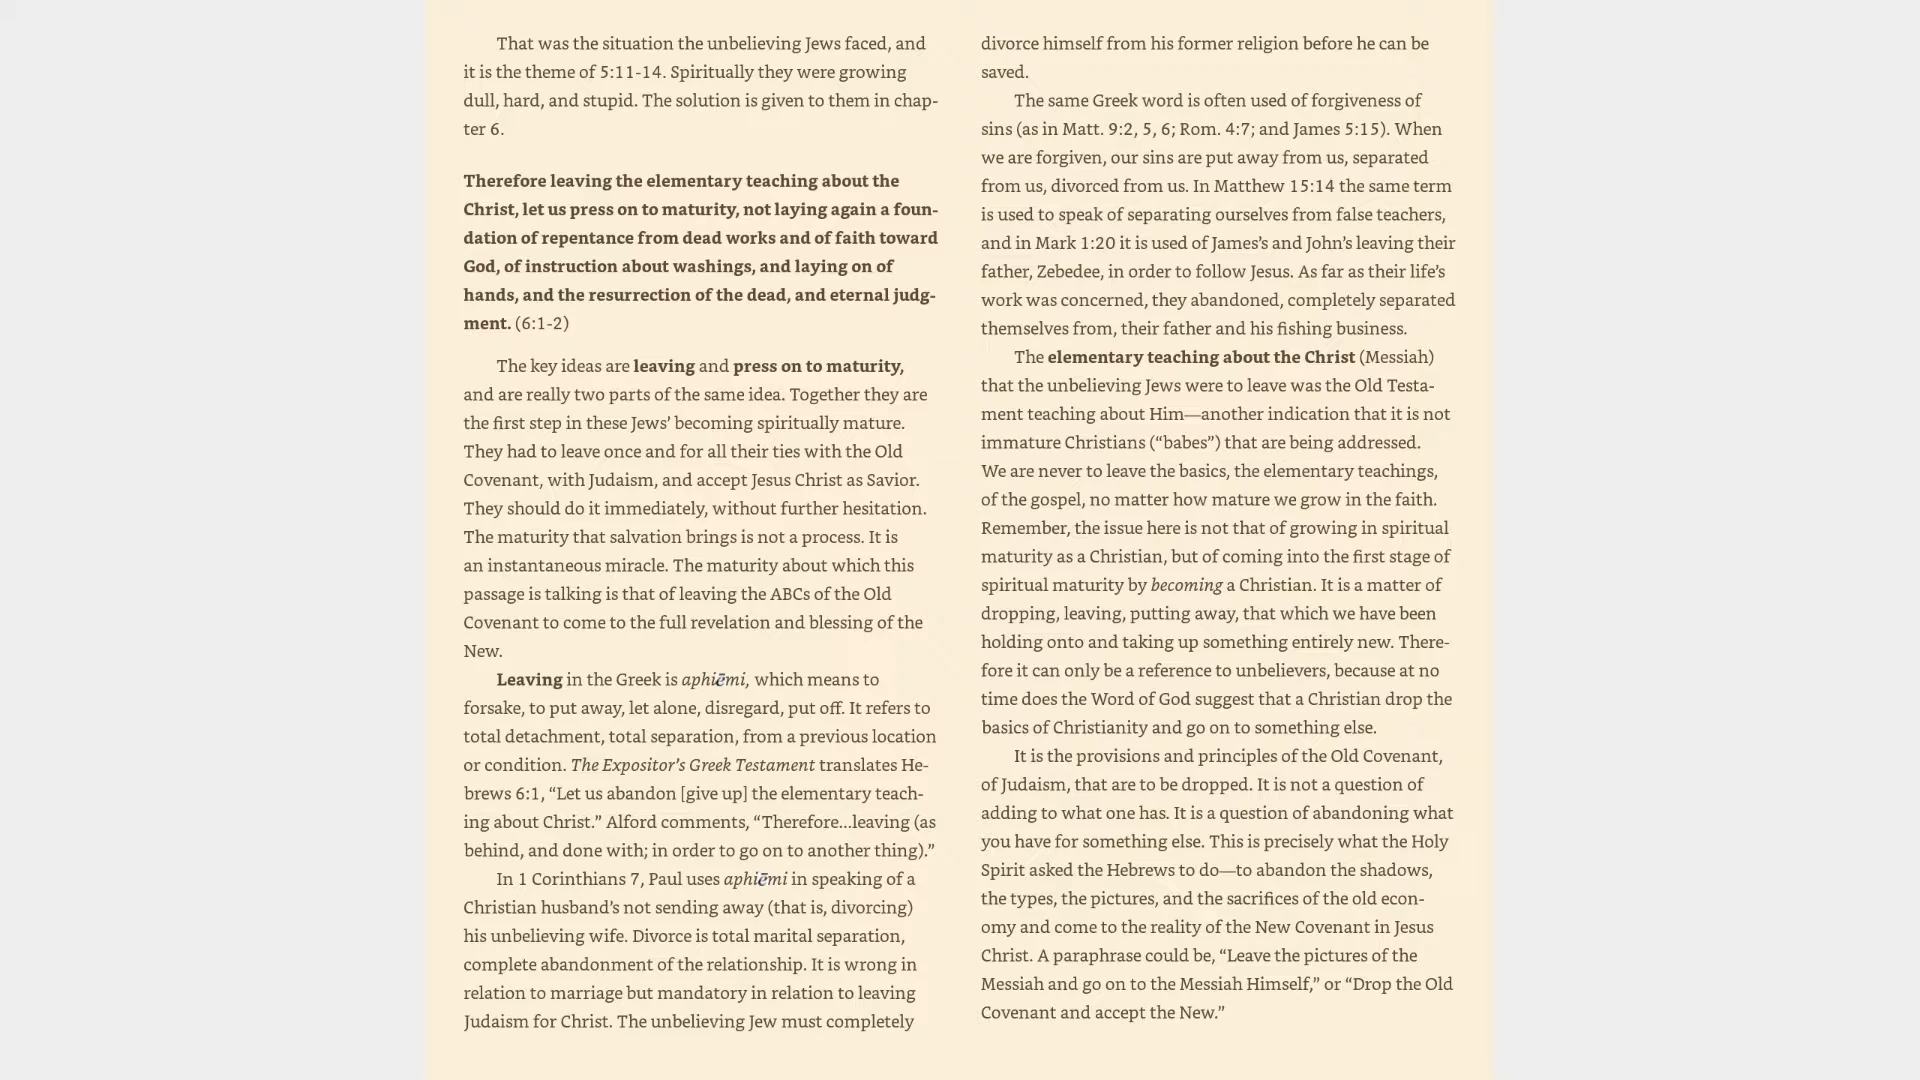 That was the situation the unbelieving Jews faced, and
it is the theme of 5:11-14. Spiritually they were growing
dull, hard, and stupid. The solution is given to them in chap-
ter 6.
Therefore leaving the elementary teaching about the
Christ, let us press on to maturity, not laying again a foun-
dation of repentance from dead works and of faith toward
God, of instruction about washings, and laying on of
hands, and the resurrection of the dead, and eternal judg-
ment. (6:1-2)
The key ideas are leaving and press on to maturity,
and are really two parts of the same idea. Together they are
the first step in these Jews’ becoming spiritually mature.
They had to leave once and for all their ties with the Old
Covenant, with Judaism, and accept Jesus Christ as Savior.
They should do it immediately, without further hesitation.
The maturity that salvation brings is not a process. It is
an instantaneous miracle. The maturity about which this
passage is talking is that of leaving the ABCs of the Old
Covenant to come to the full revelation and blessing of the
New.
Leaving in the Greek is aphiēmi, which means to
forsake, to put away, let alone, disregard, put off. It refers to
total detachment, total separation, from a previous location
or condition. The Expositor’s Greek Testament translates He-
brews 6:1, “Let us abandon [give up] the elementary teach-
ing about Christ.” Alford comments, “Therefore...leaving (as
behind, and done with; in order to go on to another thing).”
In 1 Corinthians 7, Paul uses aphiēmi in speaking of a
Christian husband’s not sending away (that is, divorcing)
his unbelieving wife. Divorce is total marital separation,
complete abandonment of the relationship. It is wrong in
relation to marriage but mandatory in relation to leaving
Judaism for Christ. The unbelieving Jew must completely
divorce himself from his former religion before he can be
saved.
The same Greek word is often used of forgiveness of
sins (as in Matt. 9:2, 5, 6; Rom. 4:7; and James 5:15). When
we are forgiven, our sins are put away from us, separated
from us, divorced from us. In Matthew 15:14 the same term
is used to speak of separating ourselves from false teachers,
and in Mark 1:20 it is used of James’s and John’s leaving their
father, Zebedee, in order to follow Jesus. As far as their life’s
work was concerned, they abandoned, completely separated
themselves from, their father and his fishing business.
The elementary teaching about the Christ (Messiah)
that the unbelieving Jews were to leave was the Old Testa-
ment teaching about Him—another indication that it is not
immature Christians (“babes”) that are being addressed.
We are never to leave the basics, the elementary teachings,
of the gospel, no matter how mature we grow in the faith.
Remember, the issue here is not that of growing in spiritual
maturity as a Christian, but of coming into the first stage of
spiritual maturity by becoming a Christian. It is a matter of
dropping, leaving, putting away, that which we have been
holding onto and taking up something entirely new. There-
fore it can only be a reference to unbelievers, because at no
time does the Word of God suggest that a Christian drop the
basics of Christianity and go on to something else.
It is the provisions and principles of the Old Covenant,
of Judaism, that are to be dropped. It is not a question of
adding to what one has. It is a question of abandoning what
you have for something else. This is precisely what the Holy
Spirit asked the Hebrews to do—to abandon the shadows,
the types, the pictures, and the sacrifices of the old econ-
omy and come to the reality of the New Covenant in Jesus
Christ. A paraphrase could be, “Leave the pictures of the
Messiah and go on to the Messiah Himself,” or “Drop the Old
Covenant and accept the New.”